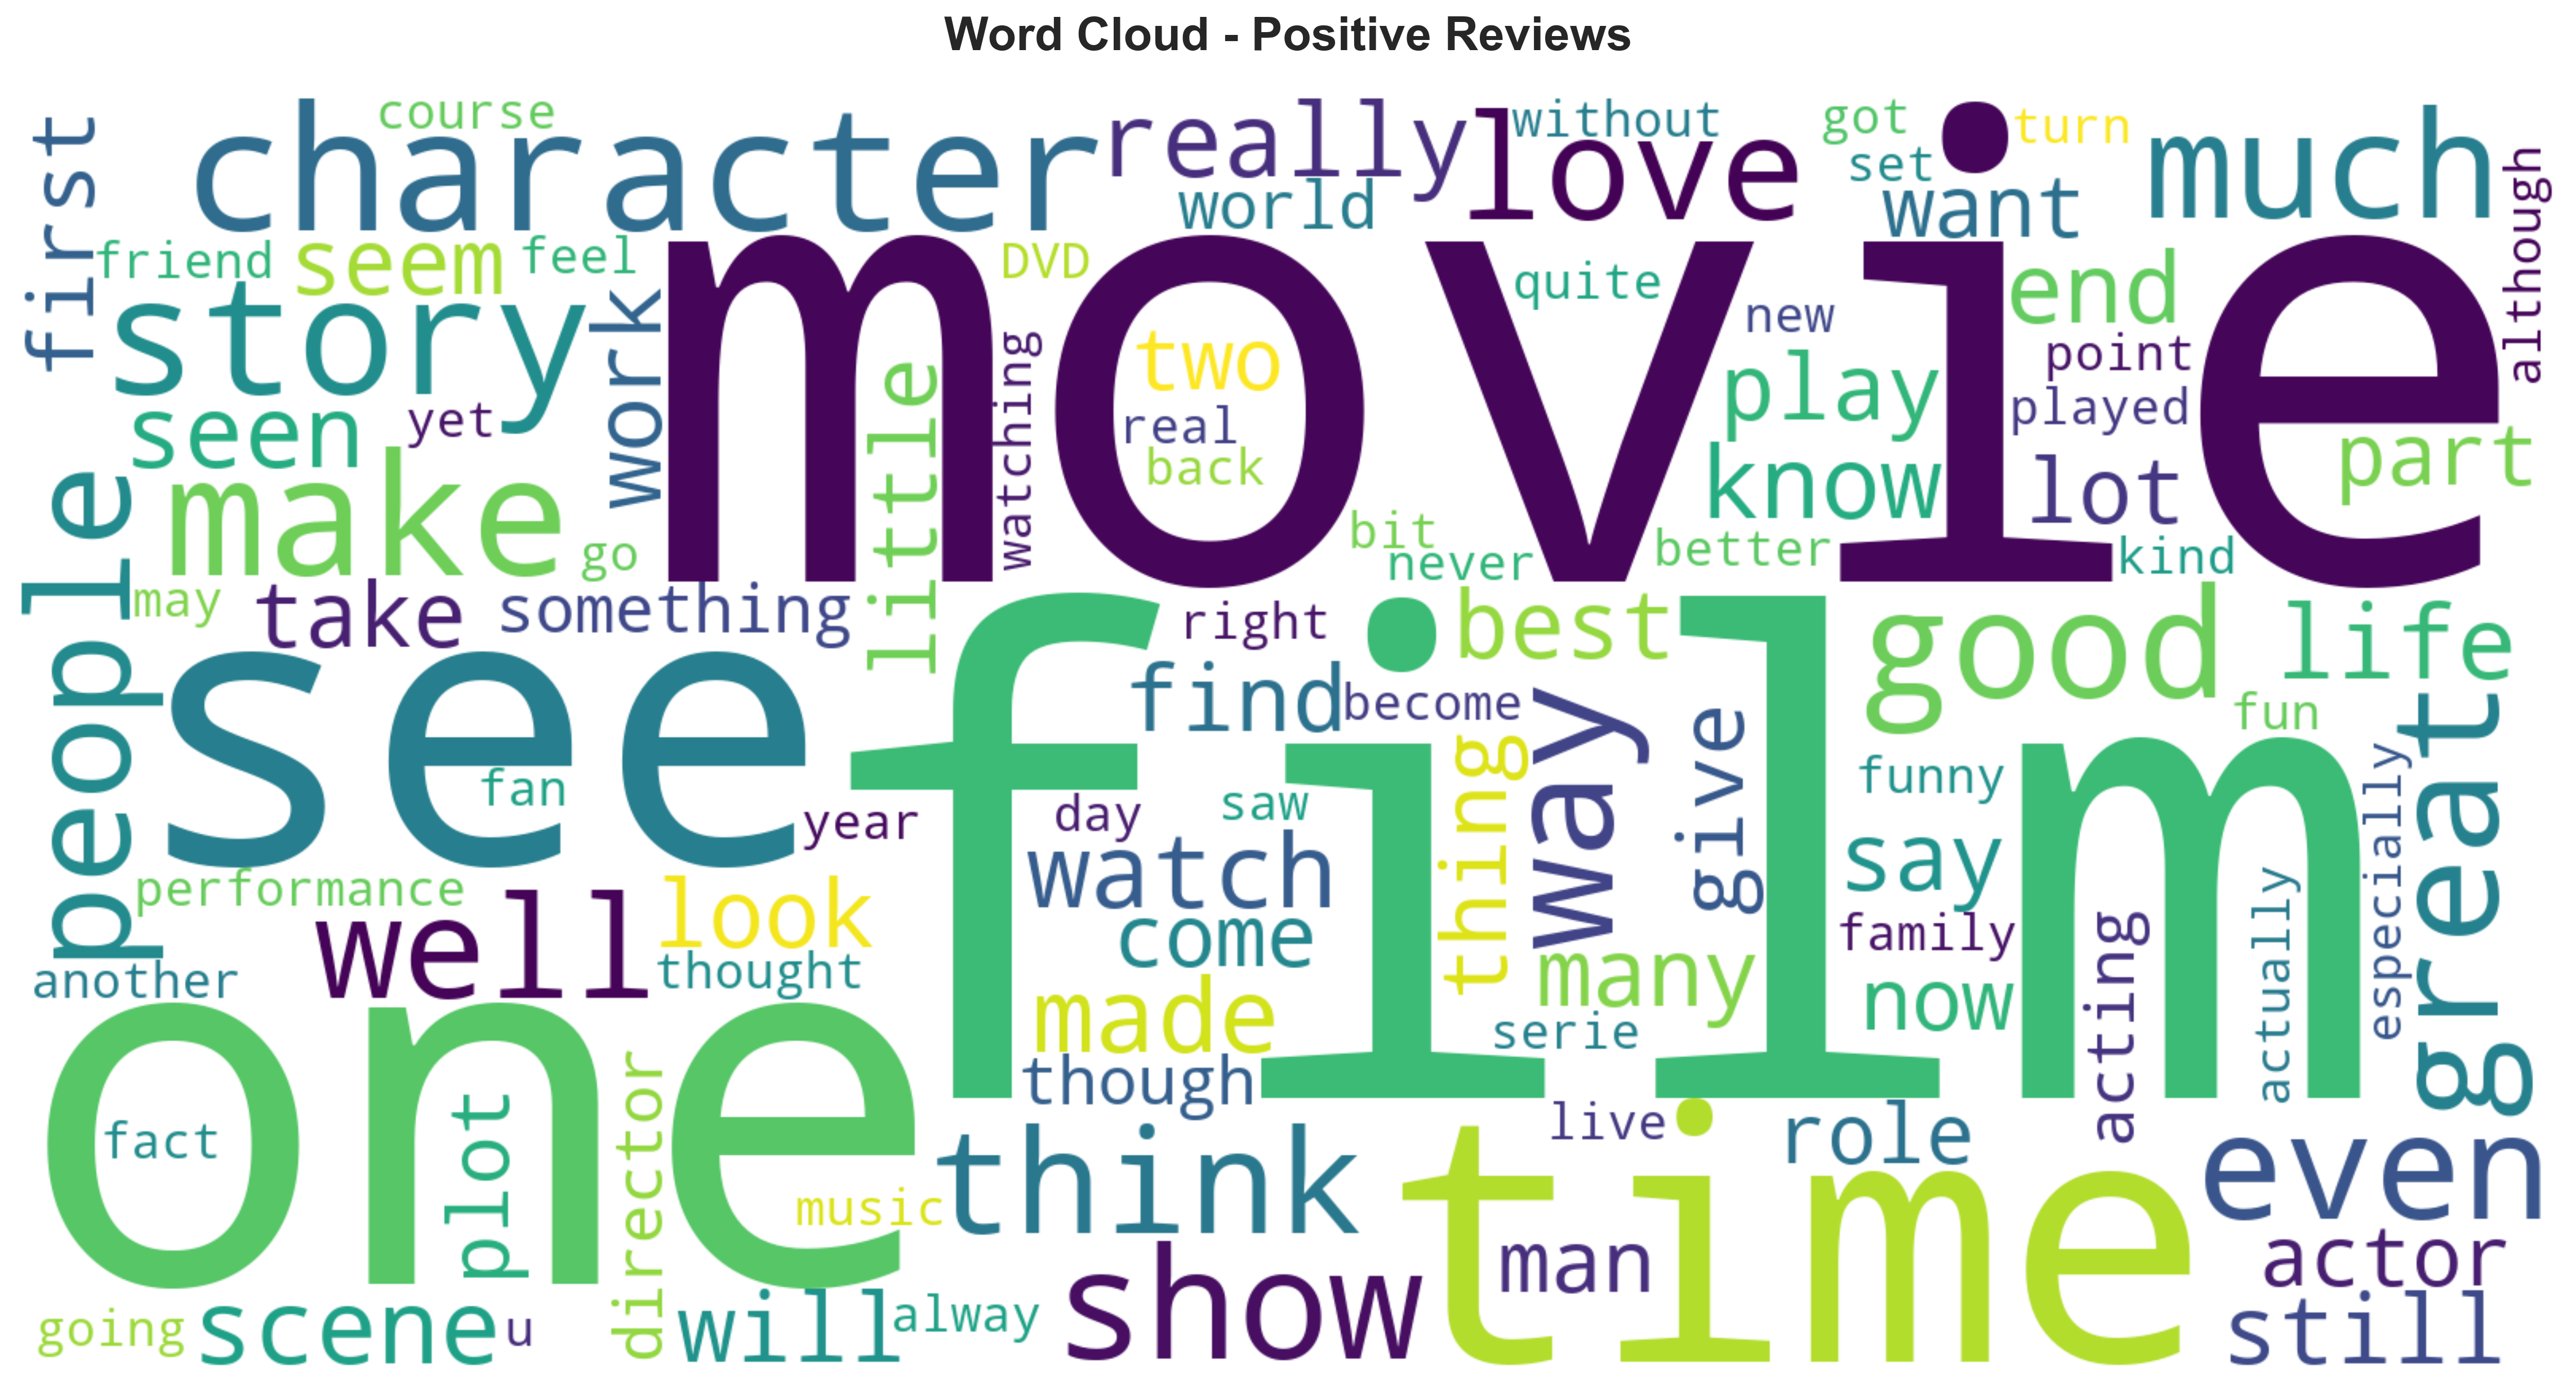 Word Cloud - Positive Reviews
course
character
really
love
without
got
turn
set
much
although
first
world
want
friend
seem
feel
DVD
quite
end
story
work
movie
new
point
two
play
played
seen
yet
little
watching
real
back
know
lot
part
make
go
bit
never
better
kind
people
may
take
something
right
best
good
life
see
film
find
become
way
give
fun
great
fan
thing
funny
especially
year
day
saw
watch
say
performance
well
look
come
many
family
acting
actually
another
thought
made
serie
now
one
though
fact
plot
director
live
role
think
time
even
music
show
man
actor
going
scene
u
will
alway
still